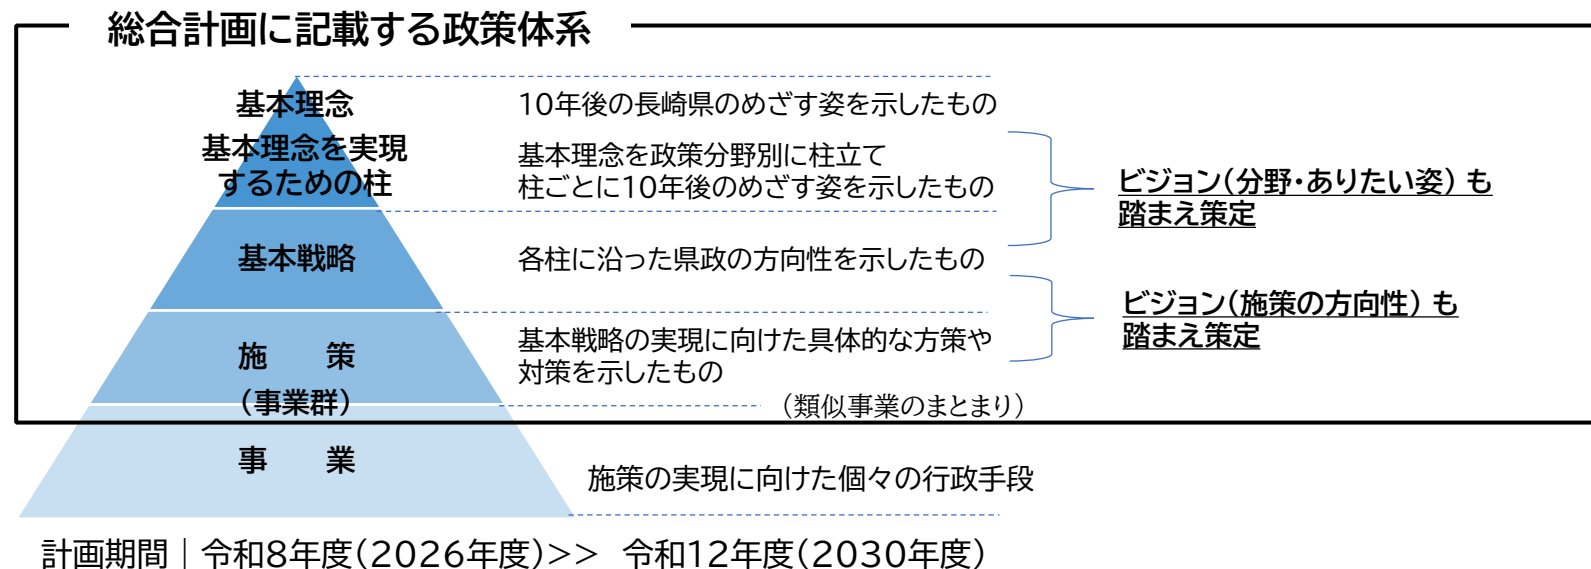 総合計画に記載する政策体系
基本理念
10年後の長崎県のめざす姿を示したもの
基本理念を実現
するための柱
基本理念を政策分野別に柱立て
柱ごとに10年後のめざす姿を示したもの
ビジョン(分野・ありたい姿) も
踏まえ策定
基本戦略
各柱に沿った県政の方向性を示したもの
ビジョン(施策の方向性) も
踏まえ策定
施　策
基本戦略の実現に向けた具体的な方策や
対策を示したもの
(事業群)
(類似事業のまとまり)
事　業
施策の実現に向けた個々の行政手段
計画期間|令和8年度(2026年度)>> 令和12年度(2030年度)